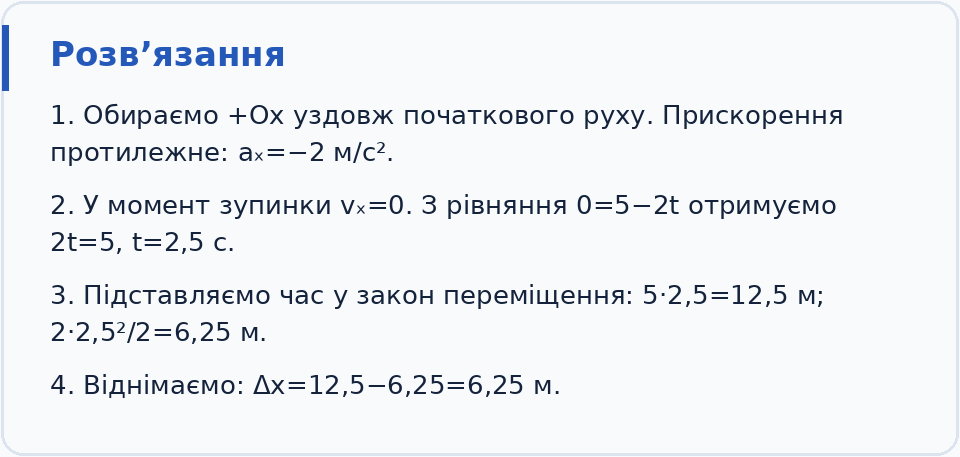 Розв’язання
1. Обираємо +Ox уздовж початкового руху. Прискорення
протилежне: aₓ=−2 м/с².
2. У момент зупинки vₓ=0. З рівняння 0=5−2t отримуємо
2t=5, t=2,5 с.
3. Підставляємо час у закон переміщення: 5·2,5=12,5 м;
2·2,5²/2=6,25 м.
4. Віднімаємо: Δx=12,5−6,25=6,25 м.